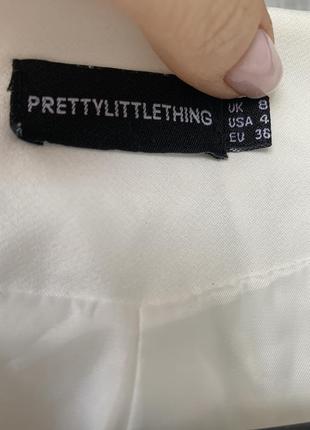 PRETTYLITTLETHING
UK 8
USA 4
EU 36